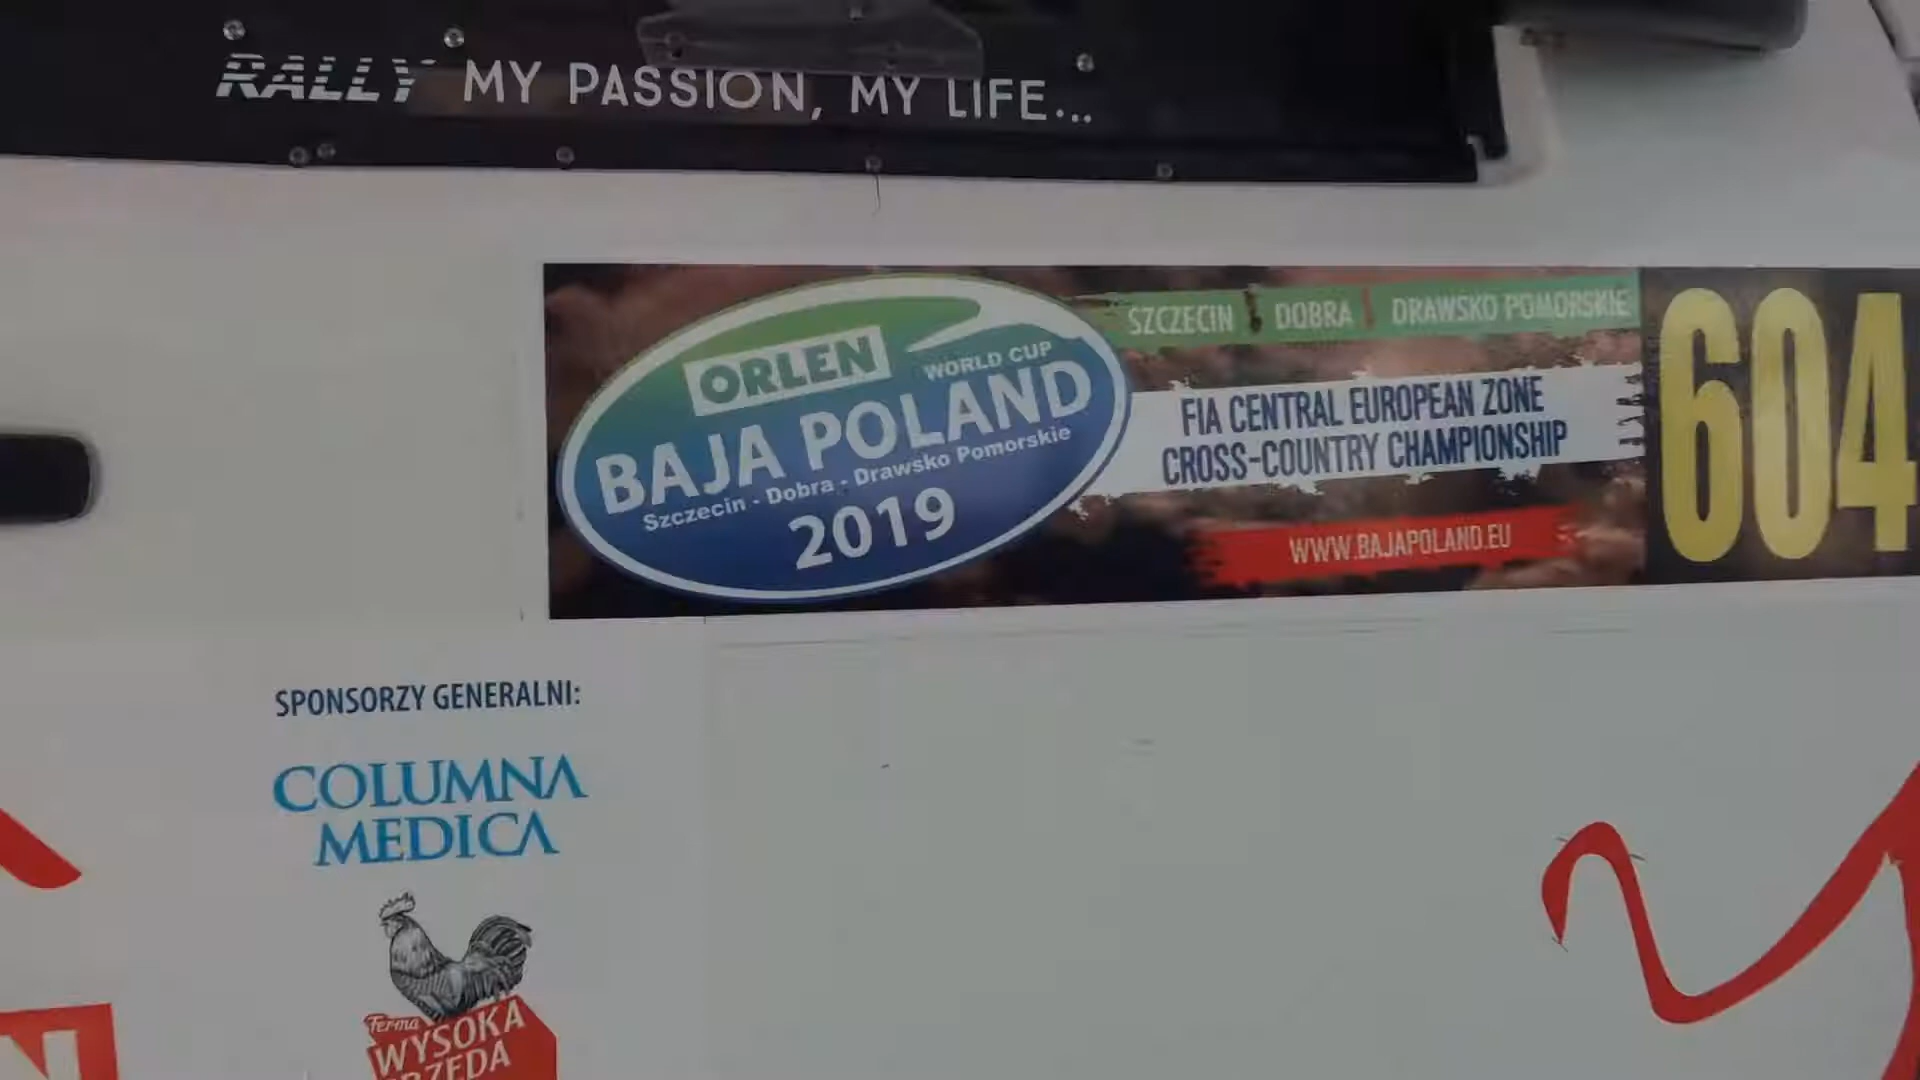 RALLY MY PASSION, MY LIFE...
ORLEN
WORLD CUP
BAJA POLAND
Szczecin - Dobra - Drawsko Pomorskie
2019
SZCZECIN DOBRA DRAWSKO POMORSKIE
FIA CENTRAL EUROPEAN ZONE
CROSS-COUNTRY CHAMPIONSHIP
WWW.BAJAPOLAND.EU
604
SPONSORZY GENERALNI:
COLUMNA
MEDICA
Ferma
WYSOKA